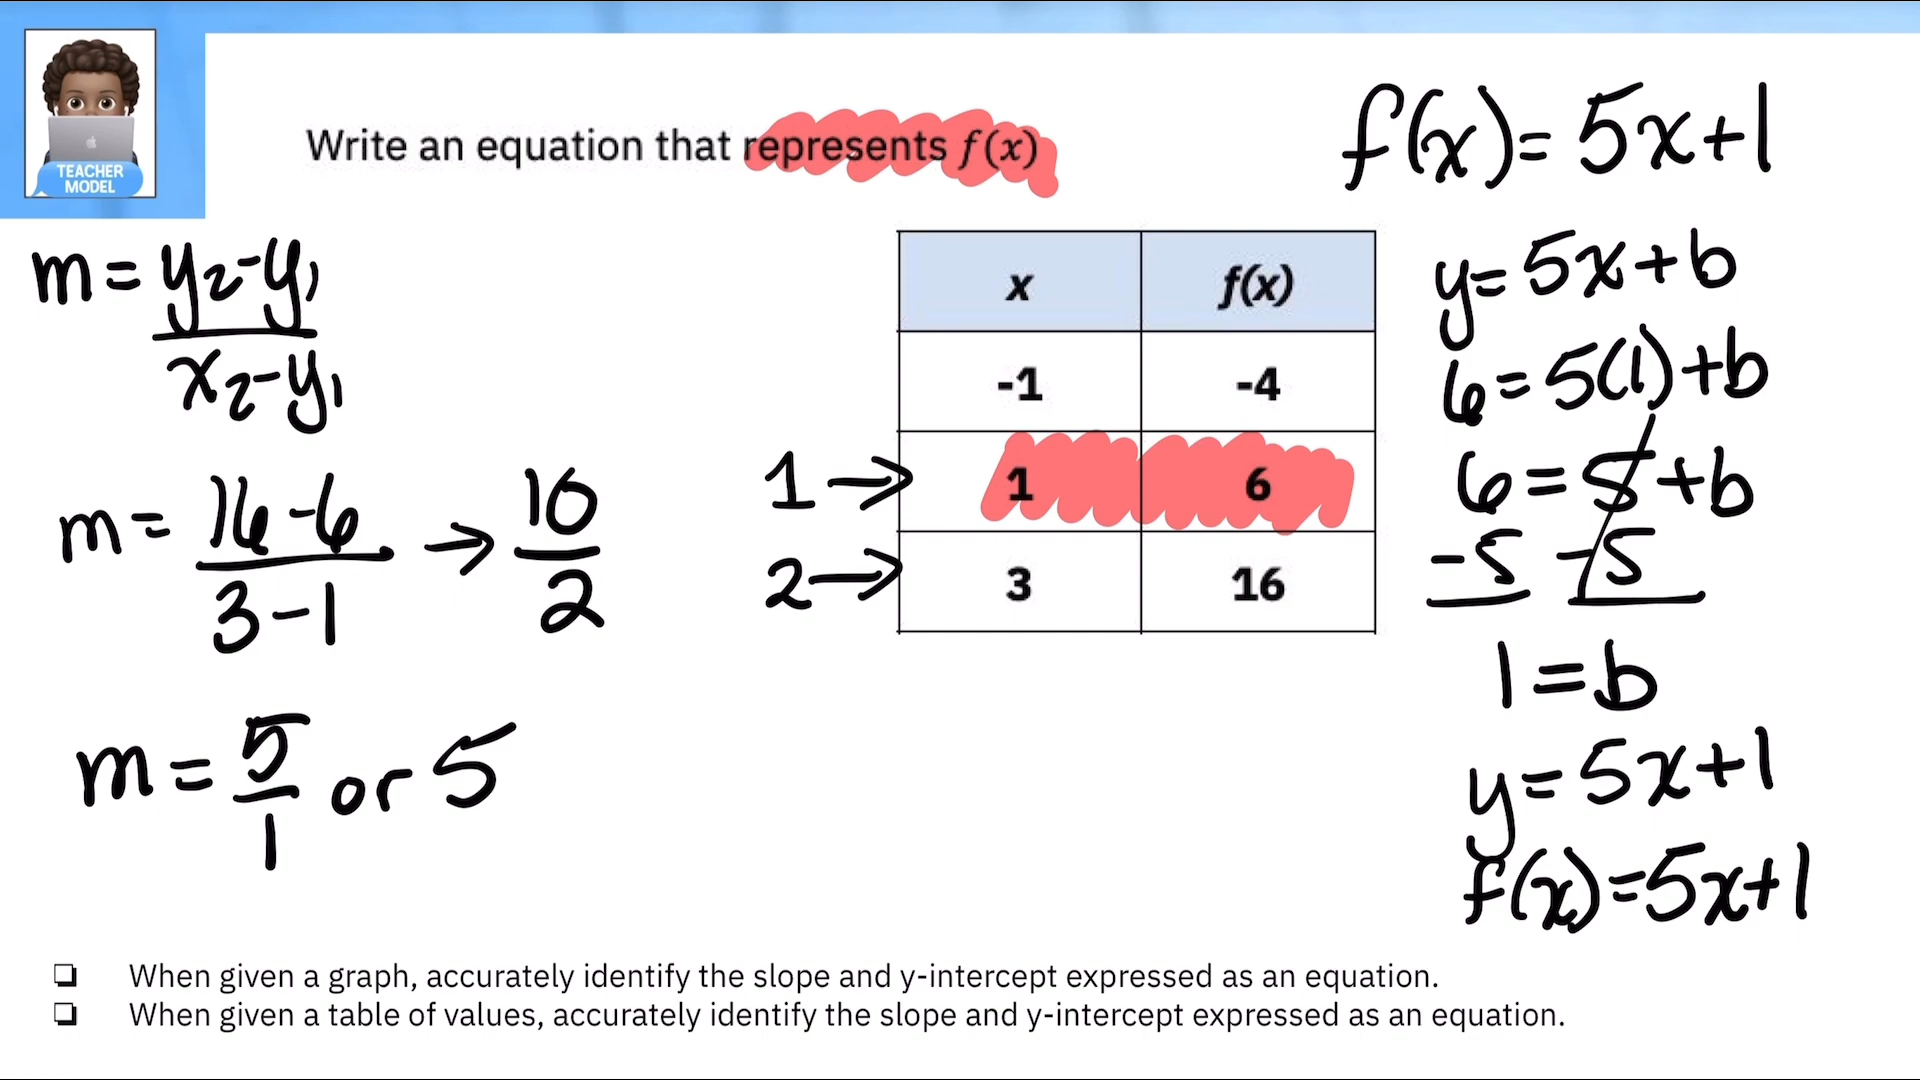 TEACHER
MODEL
Write an equation that represents f(x)
f(x)= 5x+1
m = y₂-y₁
x₂-y₁
m = 16-6 → 10
3-1 2
m = 5 or 5
1
x f(x)
-1 -4
1 → 1 6
2 → 3 16
y = 5x+b
6 = 5(1)+b
6 = 5+b
-5 -5
1 = b
y = 5x+1
f(x)=5x+1
❏ When given a graph, accurately identify the slope and y-intercept expressed as an equation.
❏ When given a table of values, accurately identify the slope and y-intercept expressed as an equation.